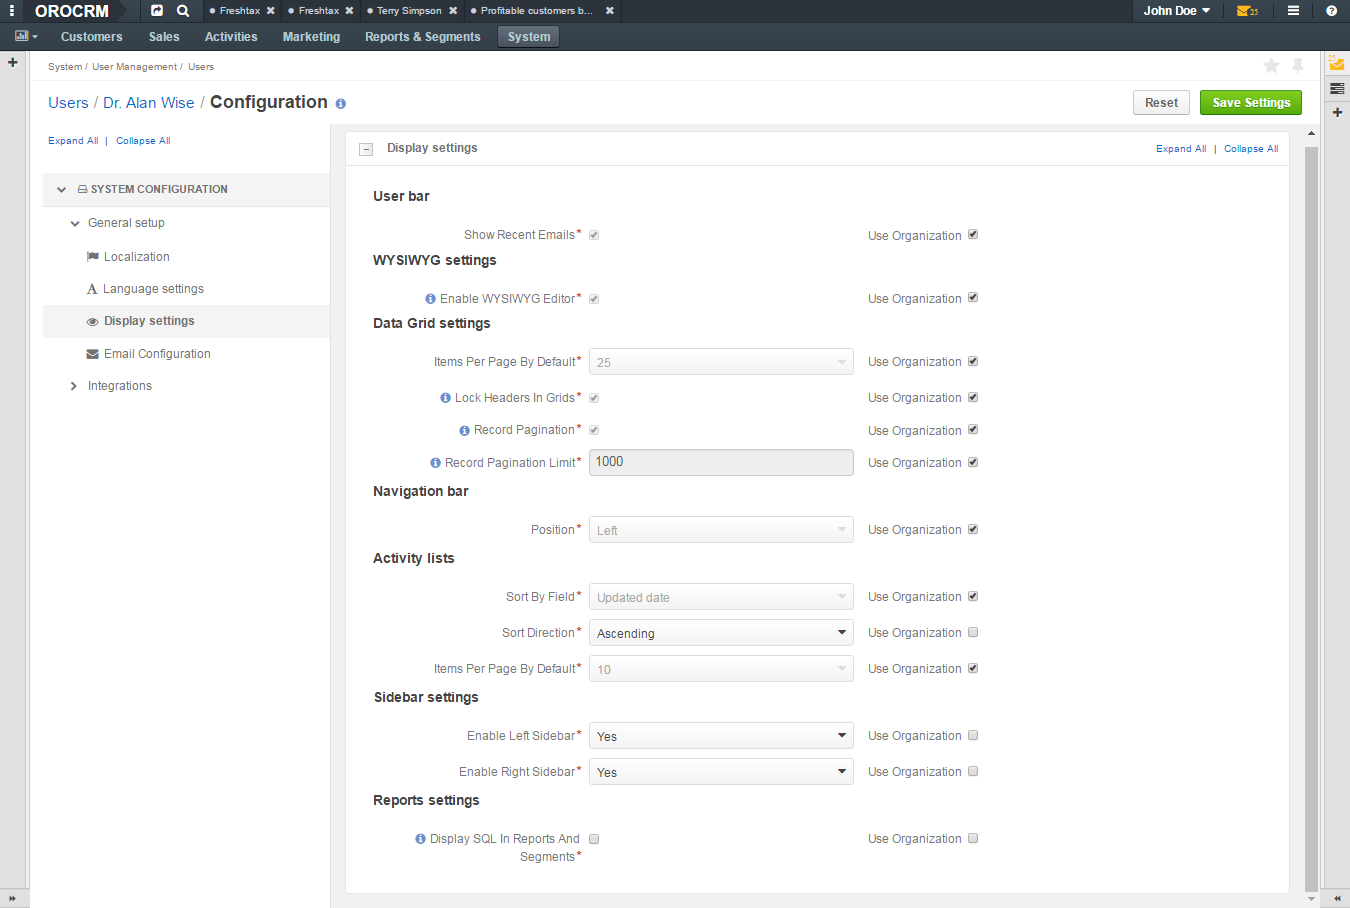 OROCRM
Freshtax
Freshtax
Terry Simpson
Profitable customers b...
John Doe
25
Customers
Sales
Activities
Marketing
Reports & Segments
System
System / User Management / Users
Users / Dr. Alan Wise / Configuration
Reset
Save Settings
Expand All | Collapse All
SYSTEM CONFIGURATION
General setup
Localization
Language settings
Display settings
Email Configuration
Integrations
Display settings
Expand All | Collapse All
User bar
Show Recent Emails*
Use Organization
WYSIWYG settings
Enable WYSIWYG Editor*
Use Organization
Data Grid settings
Items Per Page By Default* 25
Use Organization
Lock Headers In Grids*
Use Organization
Record Pagination*
Use Organization
Record Pagination Limit* 1000
Use Organization
Navigation bar
Position* Left
Use Organization
Activity lists
Sort By Field* Updated date
Use Organization
Sort Direction* Ascending
Use Organization
Items Per Page By Default* 10
Use Organization
Sidebar settings
Enable Left Sidebar* Yes
Use Organization
Enable Right Sidebar* Yes
Use Organization
Reports settings
Display SQL In Reports And
Segments*
Use Organization